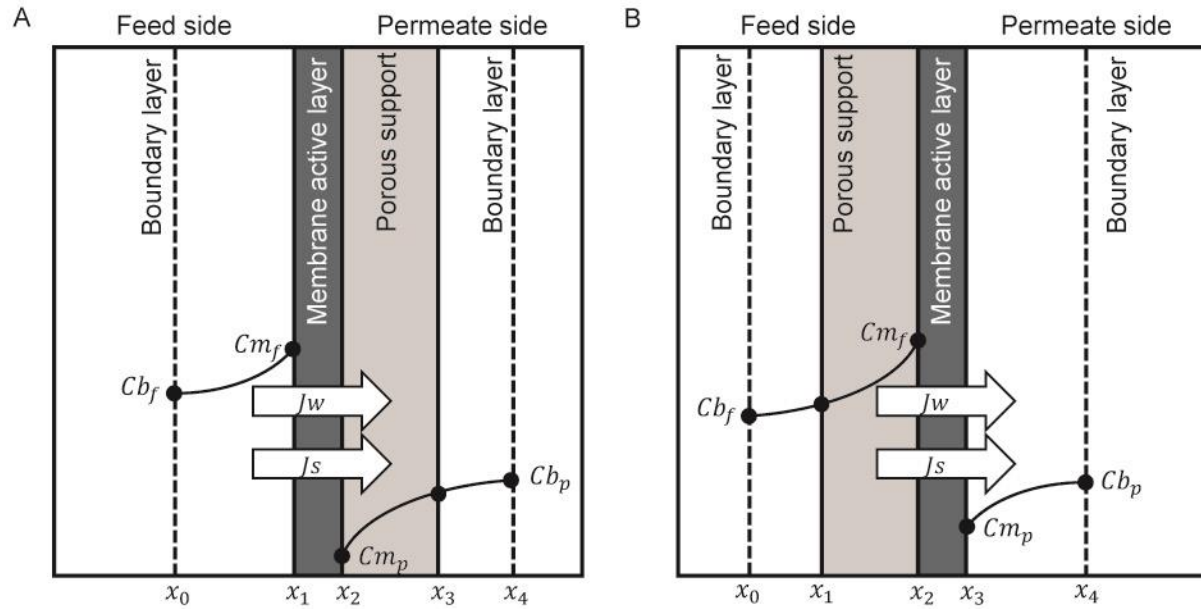 A
Feed side
Permeate side
Boundary layer
Membrane active layer
Porous support
Boundary layer
Cm_f
Cb_f
Jw
Js
Cb_p
Cm_p
x_0
x_1
x_2
x_3
x_4
B
Feed side
Permeate side
Boundary layer
Porous support
Membrane active layer
Boundary layer
Cm_f
Cb_f
Jw
Js
Cb_p
Cm_p
x_0
x_1
x_2
x_3
x_4